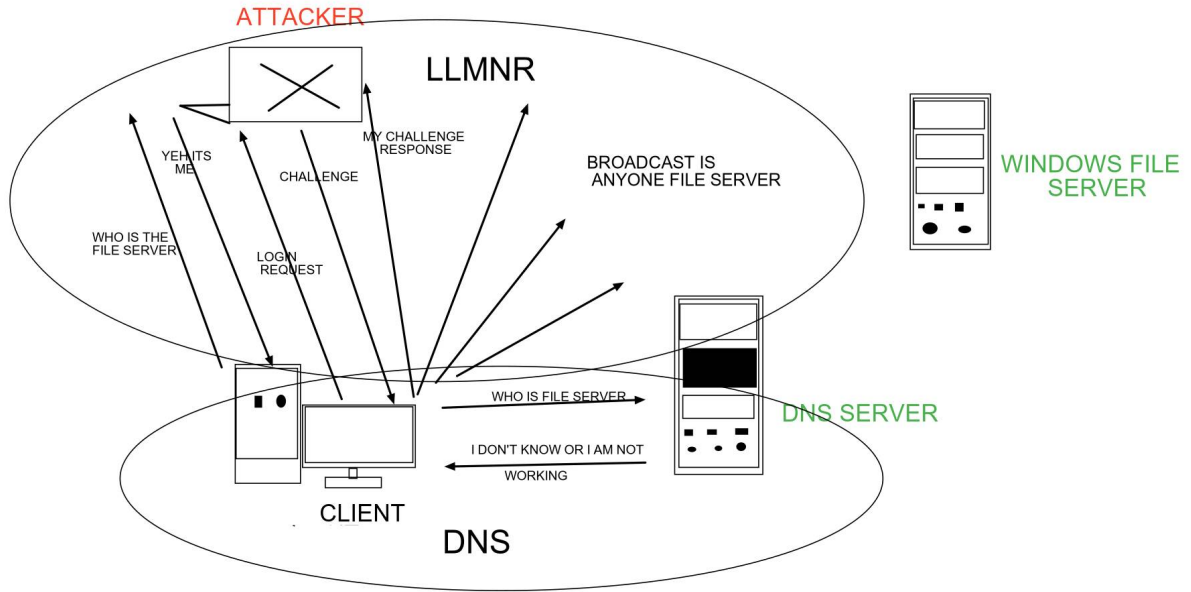 ATTACKER
LLMNR
YEH ITS
ME
CHALLENGE
MY CHALLENGE
RESPONSE
BROADCAST IS
ANYONE FILE SERVER
WINDOWS FILE
SERVER
WHO IS THE
FILE SERVER
LOGIN
REQUEST
WHO IS FILE SERVER
DNS SERVER
I DON'T KNOW OR I AM NOT
WORKING
CLIENT
DNS